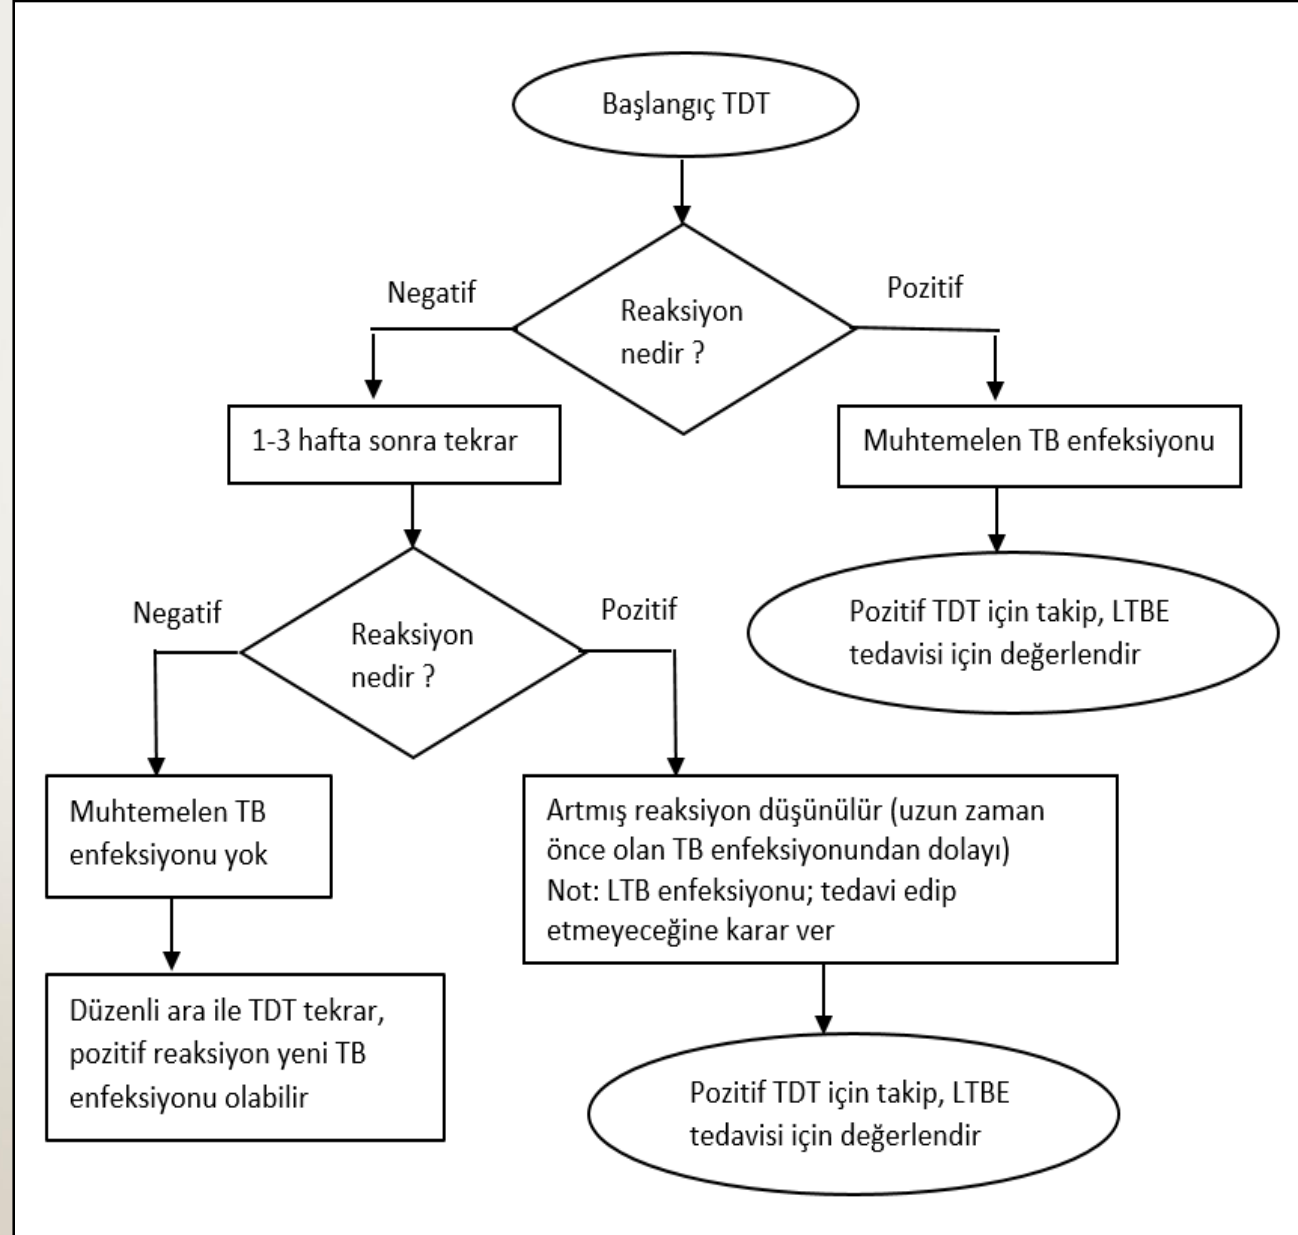 Başlangıç TDT
Negatif
Pozitif
Reaksiyon
nedir ?
1-3 hafta sonra tekrar
Muhtemelen TB enfeksiyonu
Negatif
Pozitif
Reaksiyon
nedir ?
Pozitif TDT için takip, LTBE
tedavisi için değerlendir
Muhtemelen TB
enfeksiyonu yok
Artmış reaksiyon düşünülür (uzun zaman
önce olan TB enfeksiyonundan dolayı)
Not: LTB enfeksiyonu; tedavi edip
etmeyeceğine karar ver
Düzenli ara ile TDT tekrar,
pozitif reaksiyon yeni TB
enfeksiyonu olabilir
Pozitif TDT için takip, LTBE
tedavisi için değerlendir